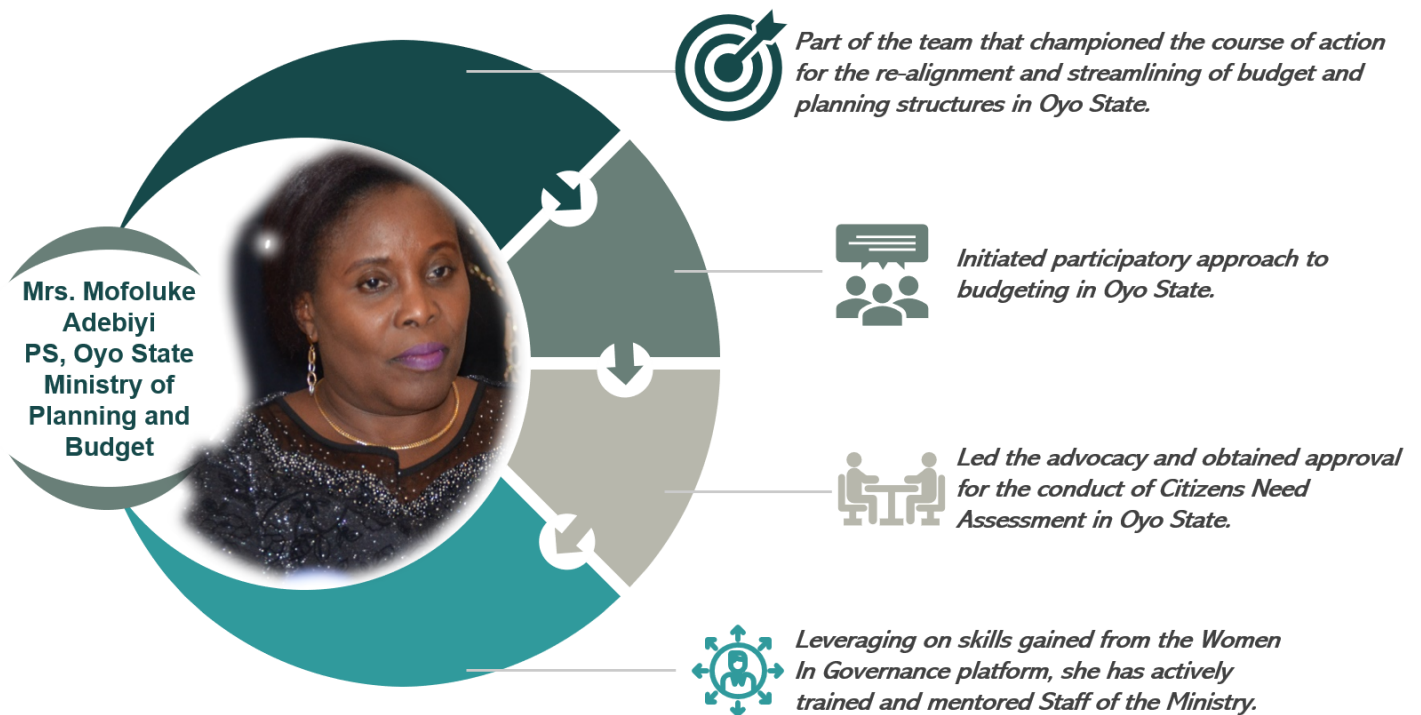 Part of the team that championed the course of action
for the re-alignment and streamlining of budget and
planning structures in Oyo State.
Mrs. Mofoluke
Adebiyi
PS, Oyo State
Ministry of
Planning and
Budget
Initiated participatory approach to
budgeting in Oyo State.
Led the advocacy and obtained approval
for the conduct of Citizens Need
Assessment in Oyo State.
Leveraging on skills gained from the Women
In Governance platform, she has actively
trained and mentored Staff of the Ministry.